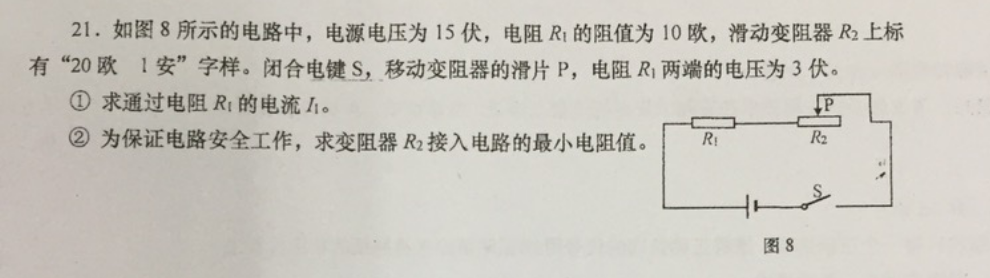 21．如图 8 所示的电路中，电源电压为 15 伏，电阻 R₁ 的阻值为 10 欧，滑动变阻器 R₂ 上标
有“20 欧 1 安”字样。闭合电键 S，移动变阻器的滑片 P，电阻 R₁ 两端的电压为 3 伏。
① 求通过电阻 R₁ 的电流 I₁。
② 为保证电路安全工作，求变阻器 R₂ 接入电路的最小电阻值。
P
R₁
R₂
S
图 8